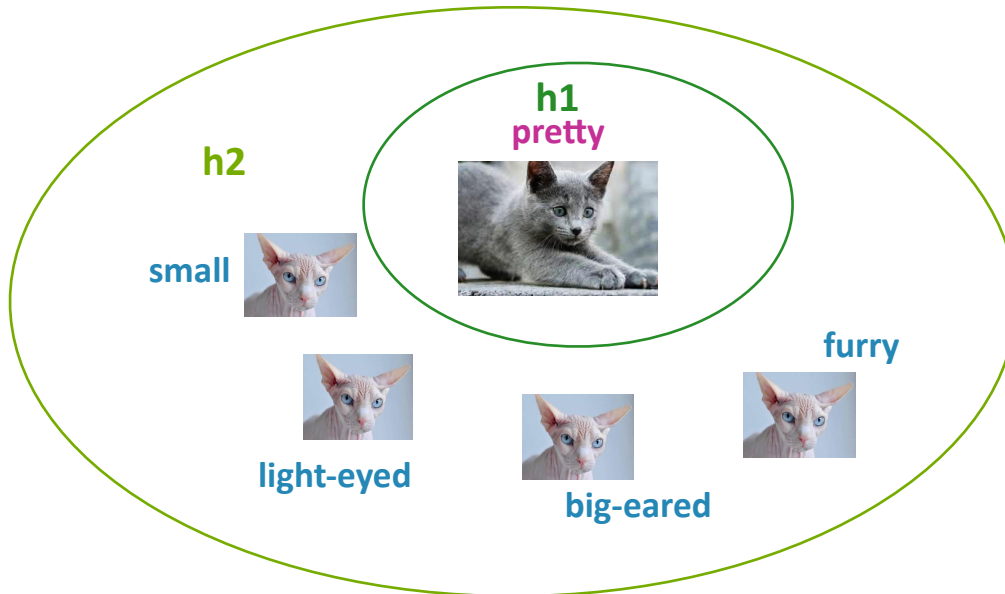 h1
pretty
h2
small
furry
light-eyed
big-eared